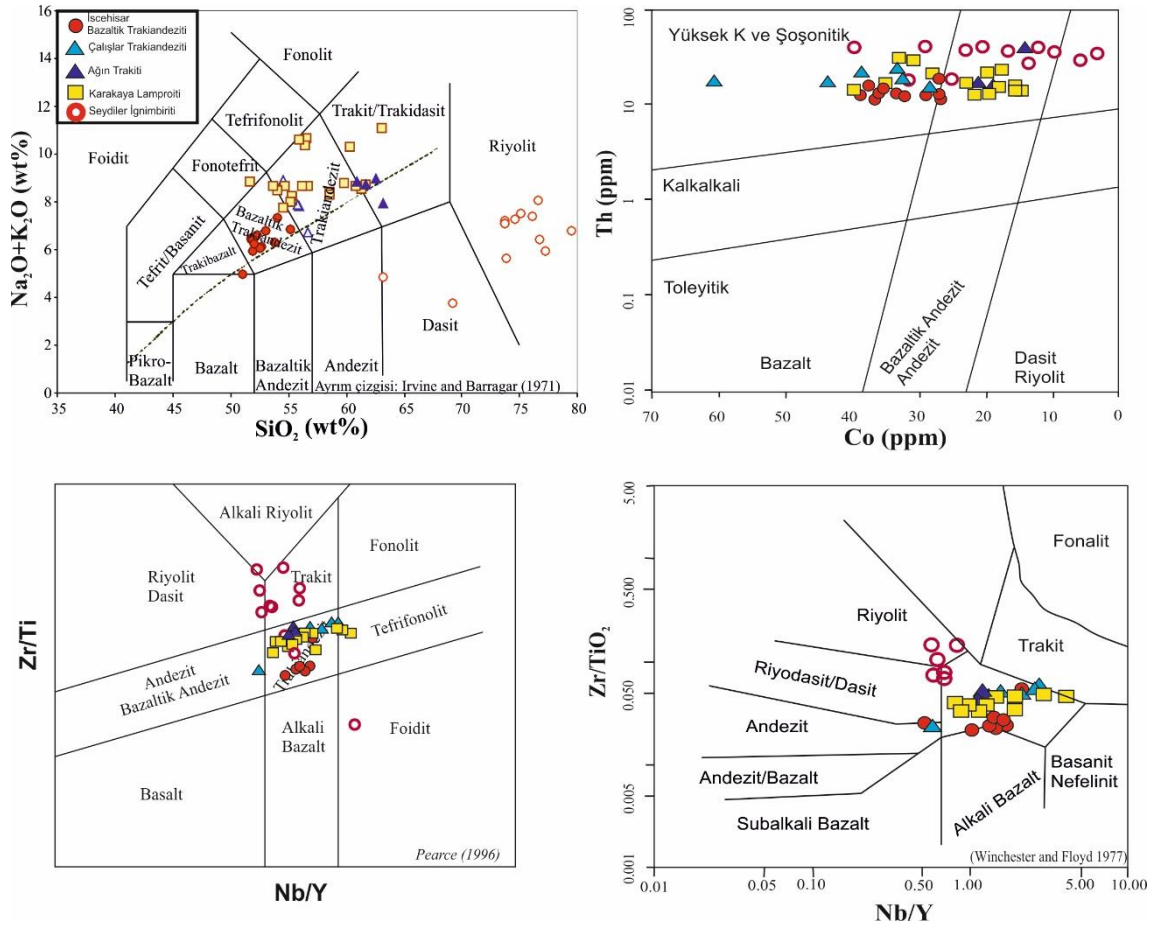 İscehisar
Bazaltik Trakiandeziti
Çalışlar Trakiandeziti
Ağın Trakiti
Karakaya Lamproiti
Seydiler İgnimbiriti
Na2O+K2O (wt%)
16
14
12
10
8
6
4
2
0
Fonolit
Tefrifonolit
Trakit/Trakidasit
Foidit
Riyolit
Fonotefrit
Trakiandezit
Bazaltik
Trakiandezit
Tefrit/Basanit
Trakibazalt
Dasit
Pikro-
Bazalt
Bazalt
Bazaltik
Andezit
Andezit
Ayrım çizgisi: Irvine and Barragar (1971)
35
45
50
55
60
65
70
75
80
SiO2 (wt%)
Th (ppm)
100
10
1
0.1
0.01
Yüksek K ve Şoşonitik
Kalkalkali
Toleyitik
Bazalt
Bazaltik Andezit
Andezit
Dasit
Riyolit
70
60
50
40
30
20
10
0
Co (ppm)
Zr/Ti
Alkali Riyolit
Fonolit
Riyolit
Dasit
Trakit
Tefrifonolit
Andezit
Bazaltik Andezit
Alkali
Bazalt
Foidit
Basalt
Pearce (1996)
Nb/Y
Zr/TiO2
5.00
0.500
0.050
0.005
0.001
Fonalit
Riyolit
Trakit
Riyodasit/Dasit
Andezit
Andezit/Bazalt
Subalkali Bazalt
Alkali Bazalt
Basanit
Nefelinit
(Winchester and Floyd 1977)
0.01
0.05
0.10
0.50
1.00
5.00
10.00
Nb/Y